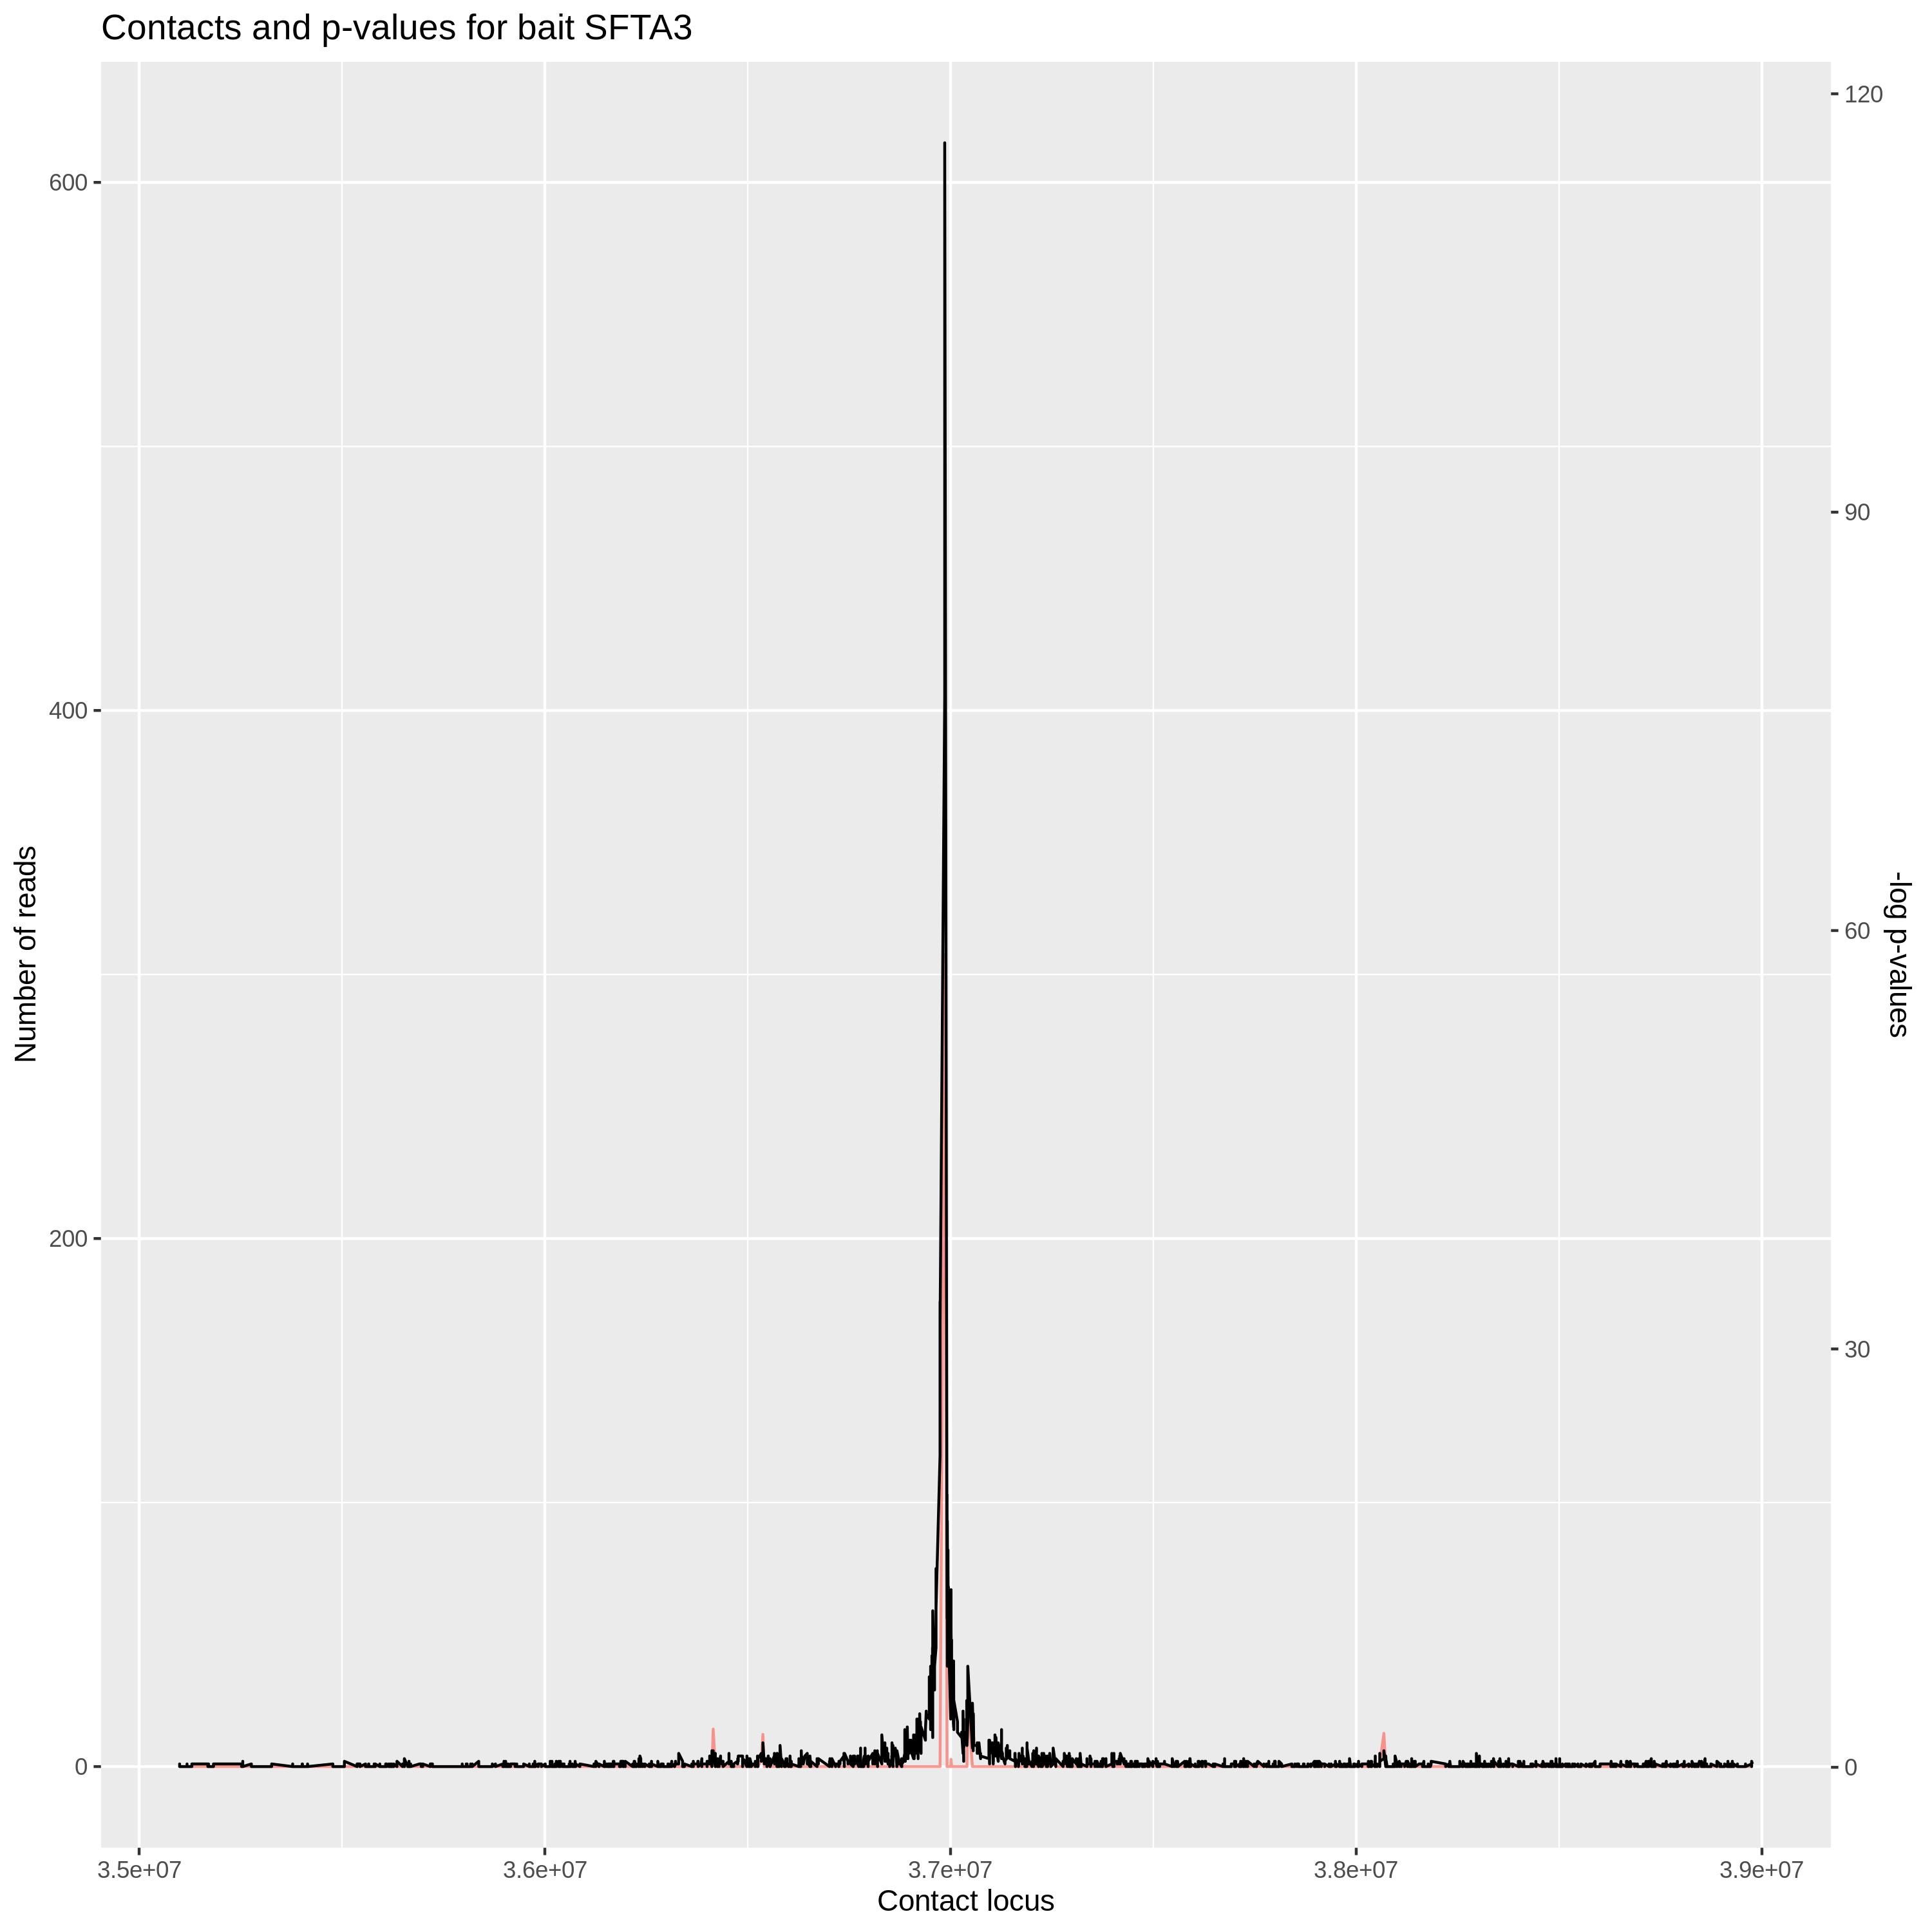 Contacts and p-values for bait SFTA3
600
400
200
0
120
90
60
30
0
Number of reads
-log p-values
3.5e+07 3.6e+07 3.7e+07 3.8e+07 3.9e+07
Contact locus